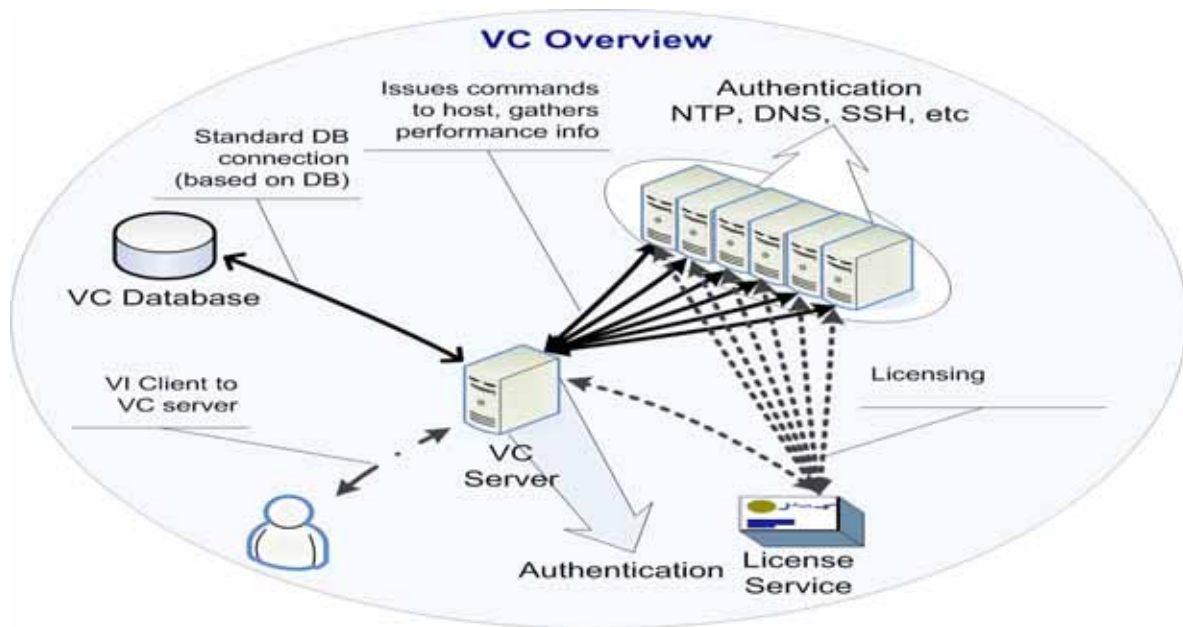 VC Overview
Issues commands
to host, gathers
performance info
Authentication
NTP, DNS, SSH, etc
Standard DB
connection
(based on DB)
VC Database
VI Client to
VC server
VC
Server
Licensing
Authentication
License
Service